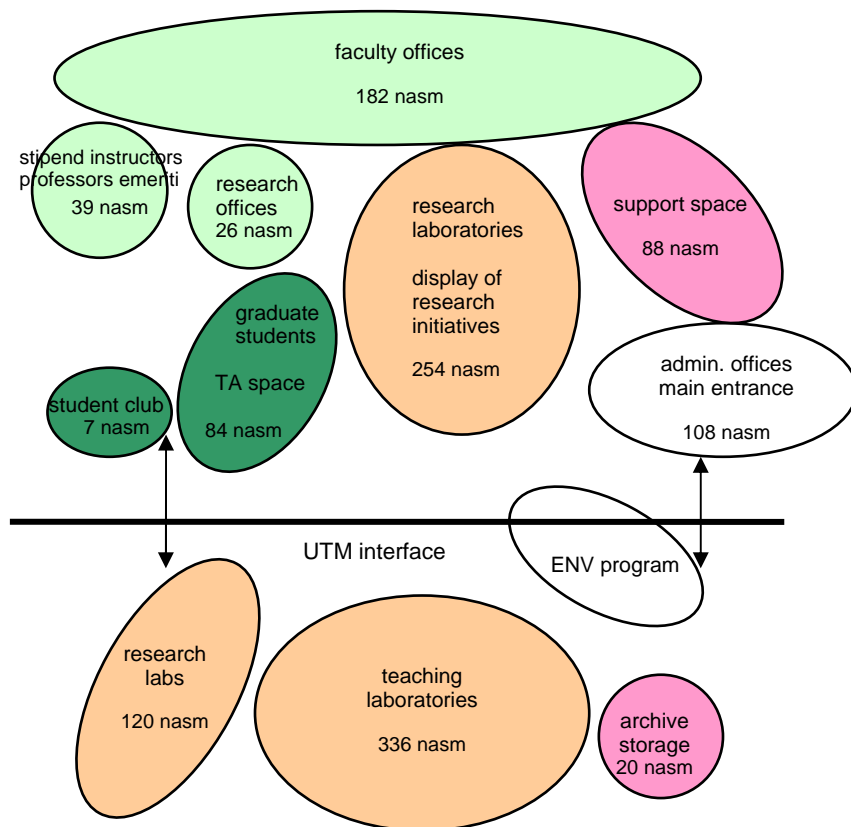 faculty offices
182 nasm
stipend instructors
professors emeriti
39 nasm
research
offices
26 nasm
research
laboratories
display of
research
initiatives
254 nasm
support space
88 nasm
graduate
students
TA space
84 nasm
student club
7 nasm
admin. offices
main entrance
108 nasm
UTM interface
ENV program
research
labs
120 nasm
teaching
laboratories
336 nasm
archive
storage
20 nasm